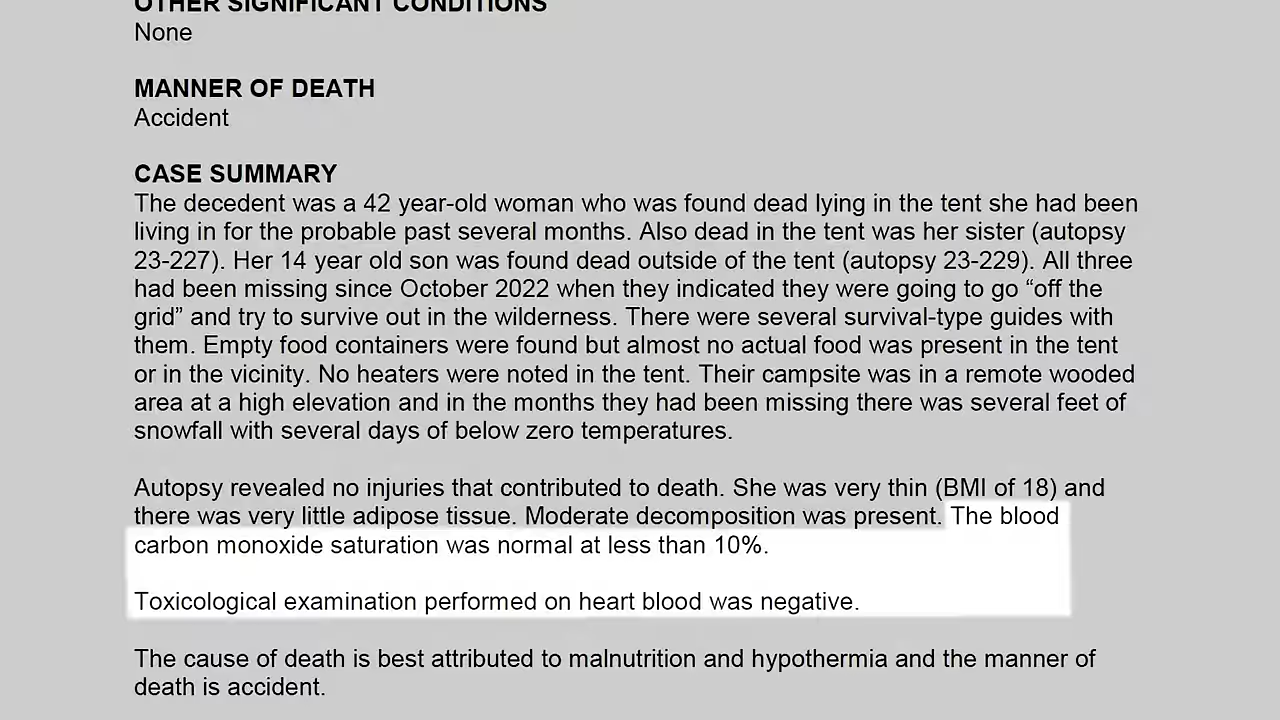 OTHER SIGNIFICANT CONDITIONS
None
MANNER OF DEATH
Accident
CASE SUMMARY
The decedent was a 42 year-old woman who was found dead lying in the tent she had been
living in for the probable past several months. Also dead in the tent was her sister (autopsy
23-227). Her 14 year old son was found dead outside of the tent (autopsy 23-229). All three
had been missing since October 2022 when they indicated they were going to go “off the
grid” and try to survive out in the wilderness. There were several survival-type guides with
them. Empty food containers were found but almost no actual food was present in the tent
or in the vicinity. No heaters were noted in the tent. Their campsite was in a remote wooded
area at a high elevation and in the months they had been missing there was several feet of
snowfall with several days of below zero temperatures.
Autopsy revealed no injuries that contributed to death. She was very thin (BMI of 18) and
there was very little adipose tissue. Moderate decomposition was present. The blood
carbon monoxide saturation was normal at less than 10%.
Toxicological examination performed on heart blood was negative.
The cause of death is best attributed to malnutrition and hypothermia and the manner of
death is accident.